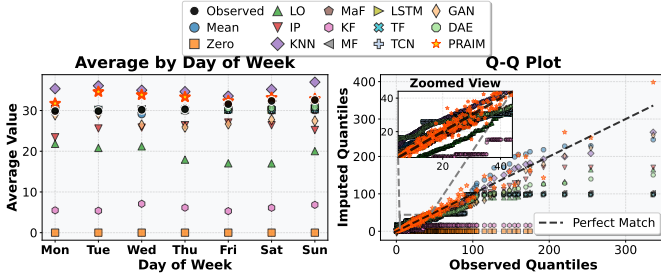 Observed LO MaF LSTM GAN
Mean IP KF TF DAE
Zero KNN MF TCN PRAIM
Average by Day of Week
Average Value
30
20
10
0
Mon Tue Wed Thu Fri Sat Sun
Day of Week
Q-Q Plot
Imputed Quantiles
400
300
200
100
0
Zoomed View
40
20
20 40
Perfect Match
0 100 200 300
Observed Quantiles